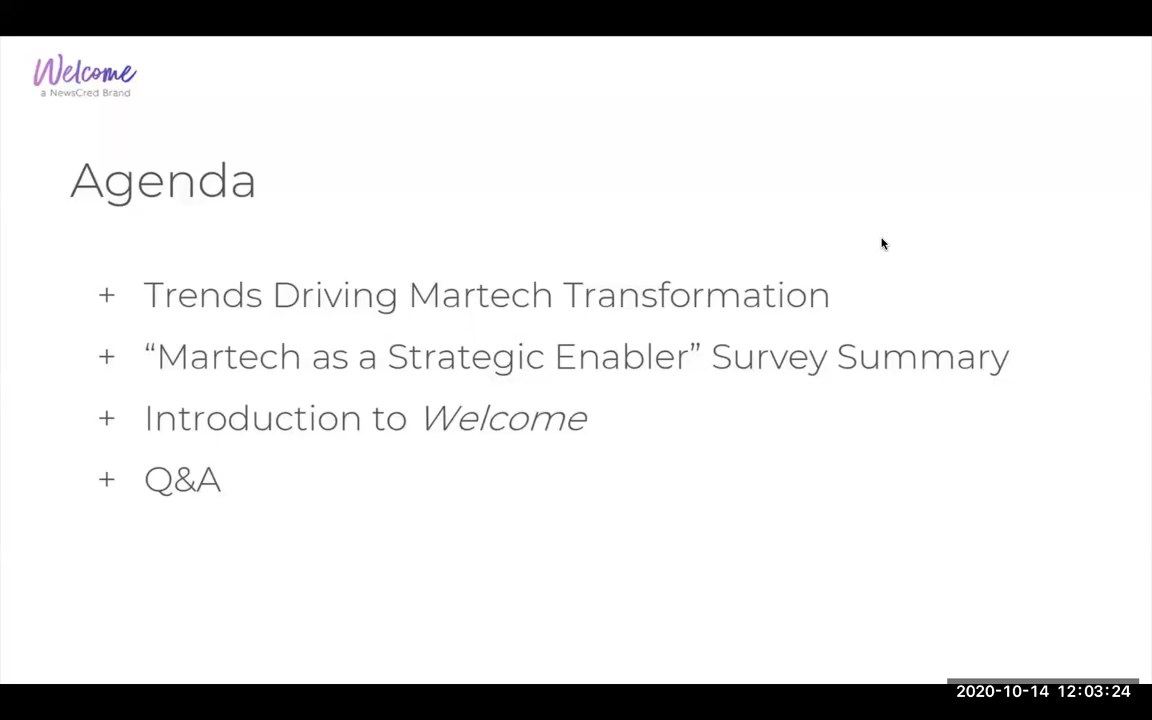 Welcome
a NewsCred Brand
Agenda
+ Trends Driving Martech Transformation
+ “Martech as a Strategic Enabler” Survey Summary
+ Introduction to Welcome
+ Q&A
2020-10-14 12:03:24